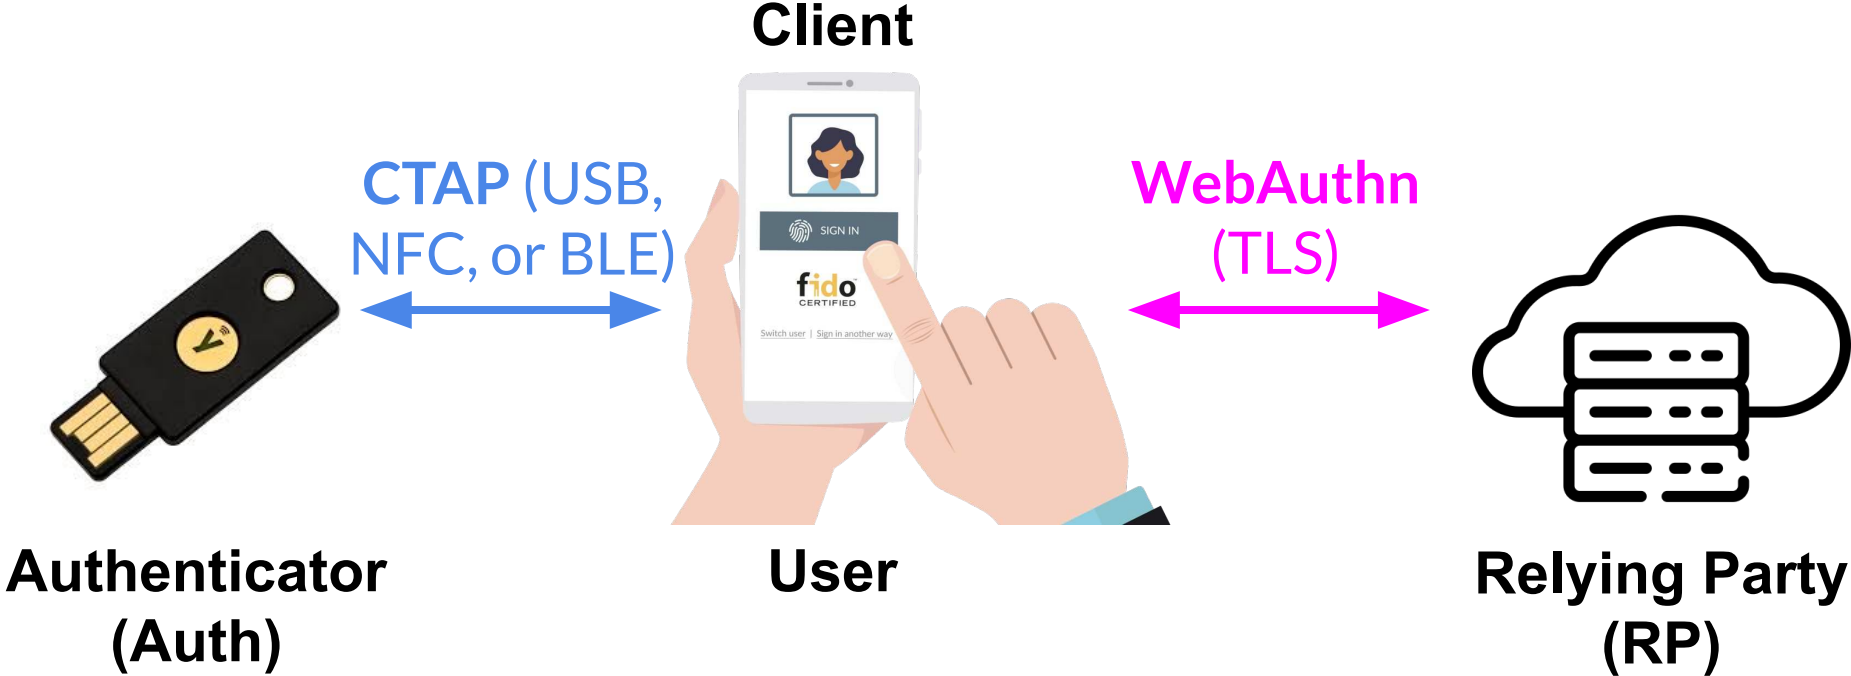 Client
CTAP (USB,
NFC, or BLE)
SIGN IN
fido
CERTIFIED
Switch user | Sign in another way
WebAuthn
(TLS)
Authenticator
(Auth)
User
Relying Party
(RP)